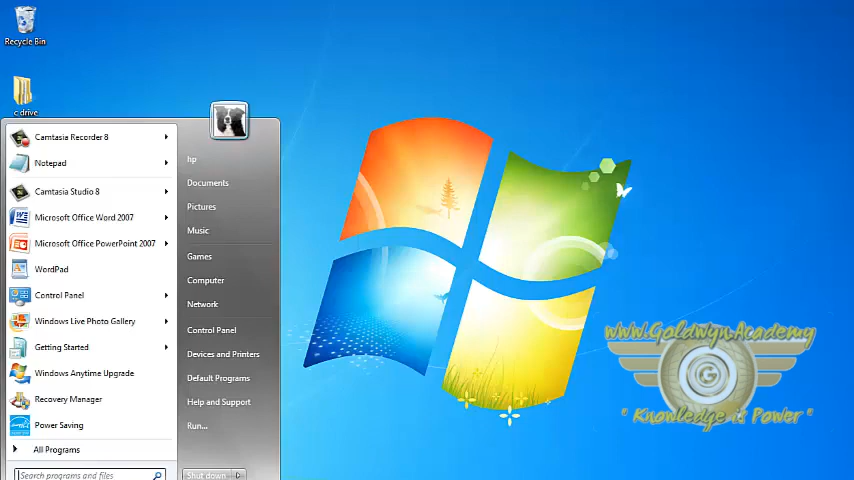 Recycle Bin
c drive
Camtasia Recorder 8
Notepad
Camtasia Studio 8
Microsoft Office Word 2007
Microsoft Office PowerPoint 2007
WordPad
Control Panel
Windows Live Photo Gallery
Getting Started
Windows Anytime Upgrade
Recovery Manager
Power Saving
All Programs
Search programs and files
hp
Documents
Pictures
Music
Games
Computer
Network
Control Panel
Devices and Printers
Default Programs
Help and Support
Run...
Shut down
www.GoldwynAcademy
G
" Knowledge is Power "